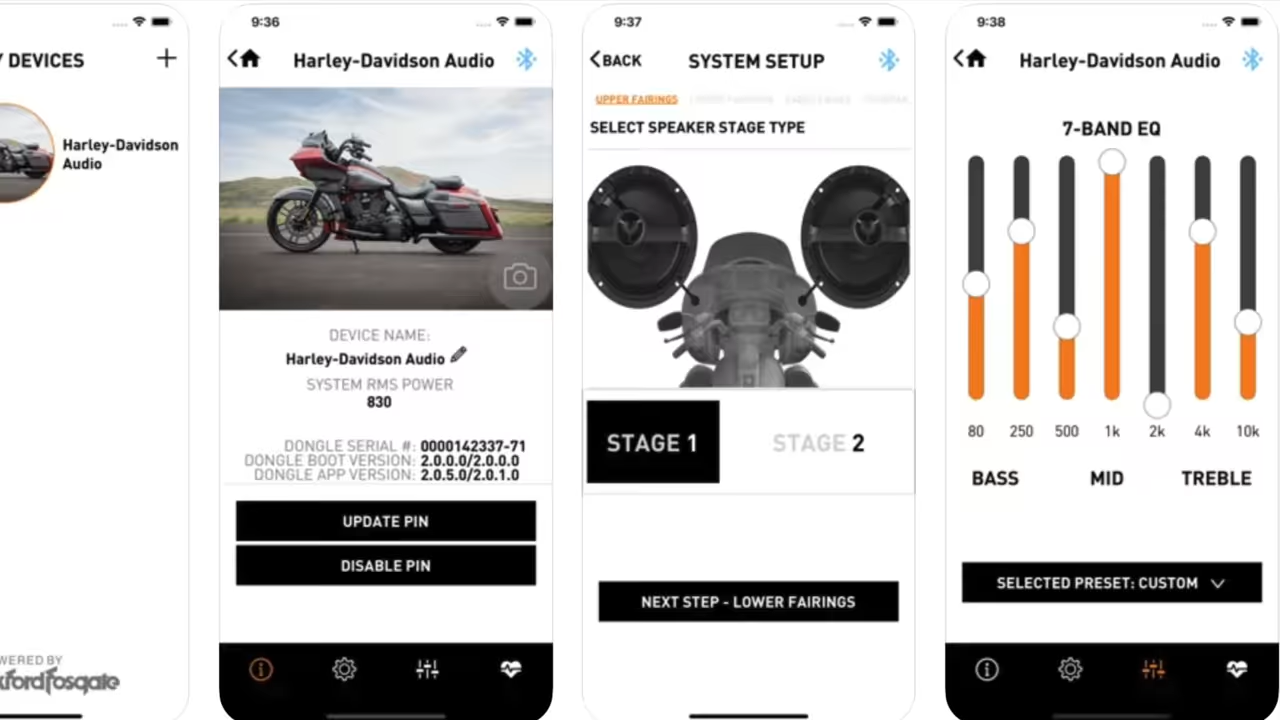 DEVICES
Harley-Davidson
Audio
WERED BY
kfordfosgate
9:36
Harley-Davidson Audio
DEVICE NAME:
Harley-Davidson Audio
SYSTEM RMS POWER
830
DONGLE SERIAL #: 0000142337-71
DONGLE BOOT VERSION: 2.0.0.0/2.0.0.0
DONGLE APP VERSION: 2.0.5.0/2.0.1.0
UPDATE PIN
DISABLE PIN
9:37
BACK
SYSTEM SETUP
UPPER FAIRINGS LOWER FAIRINGS
SELECT SPEAKER STAGE TYPE
STAGE 1
STAGE 2
NEXT STEP - LOWER FAIRINGS
9:38
Harley-Davidson Audio
7-BAND EQ
80 250 500 1k 2k 4k 10k
BASS MID TREBLE
SELECTED PRESET: CUSTOM